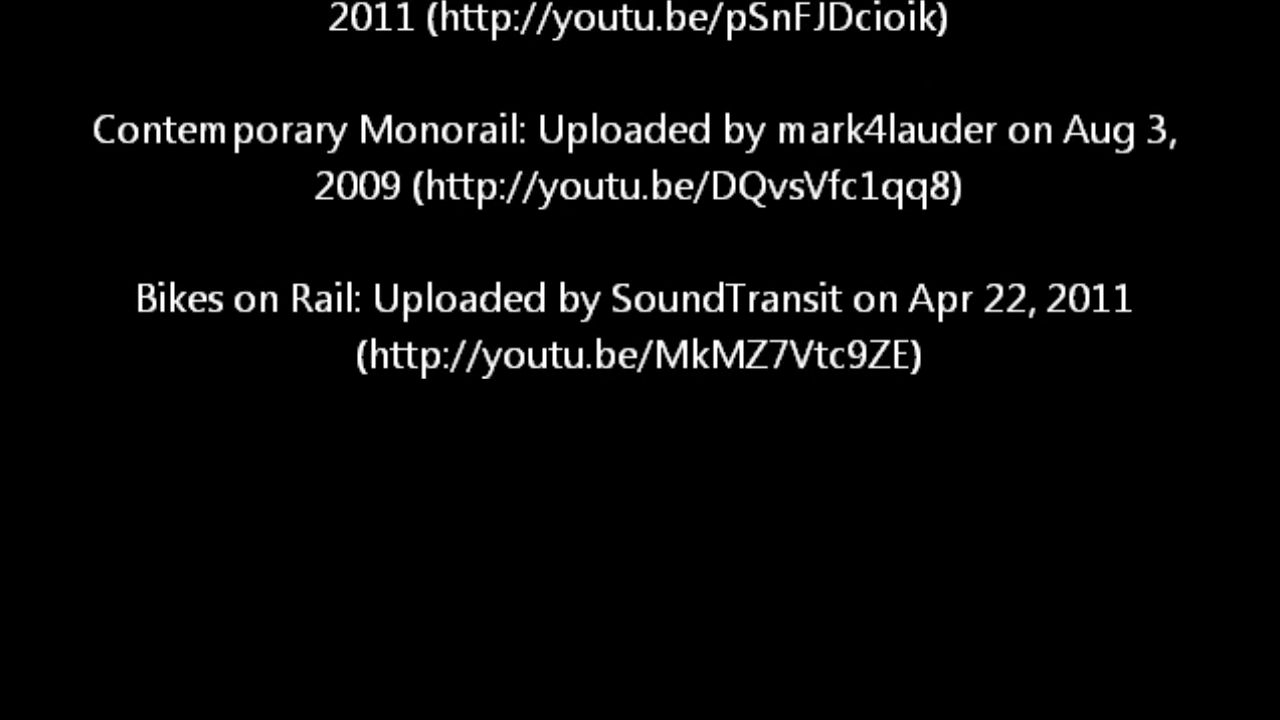 2011 (http://youtu.be/pSnFJDcioik)
Contemporary Monorail: Uploaded by mark4lauder on Aug 3,
2009 (http://youtu.be/DQvsVfc1qq8)
Bikes on Rail: Uploaded by SoundTransit on Apr 22, 2011
(http://youtu.be/MkMZ7Vtc9ZE)